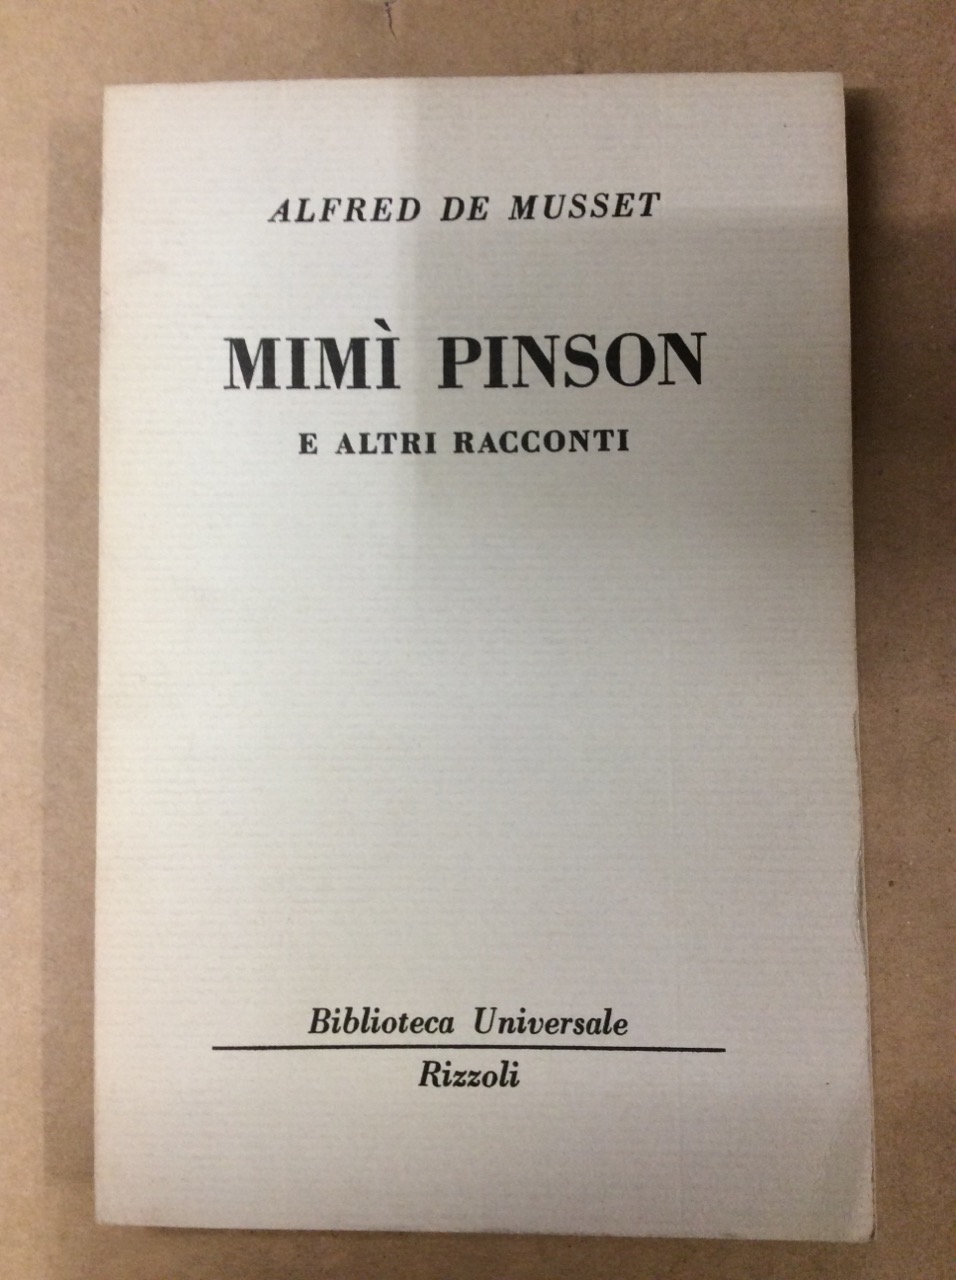 ALFRED DE MUSSET
MIMÌ PINSON
E ALTRI RACCONTI
Biblioteca Universale
Rizzoli